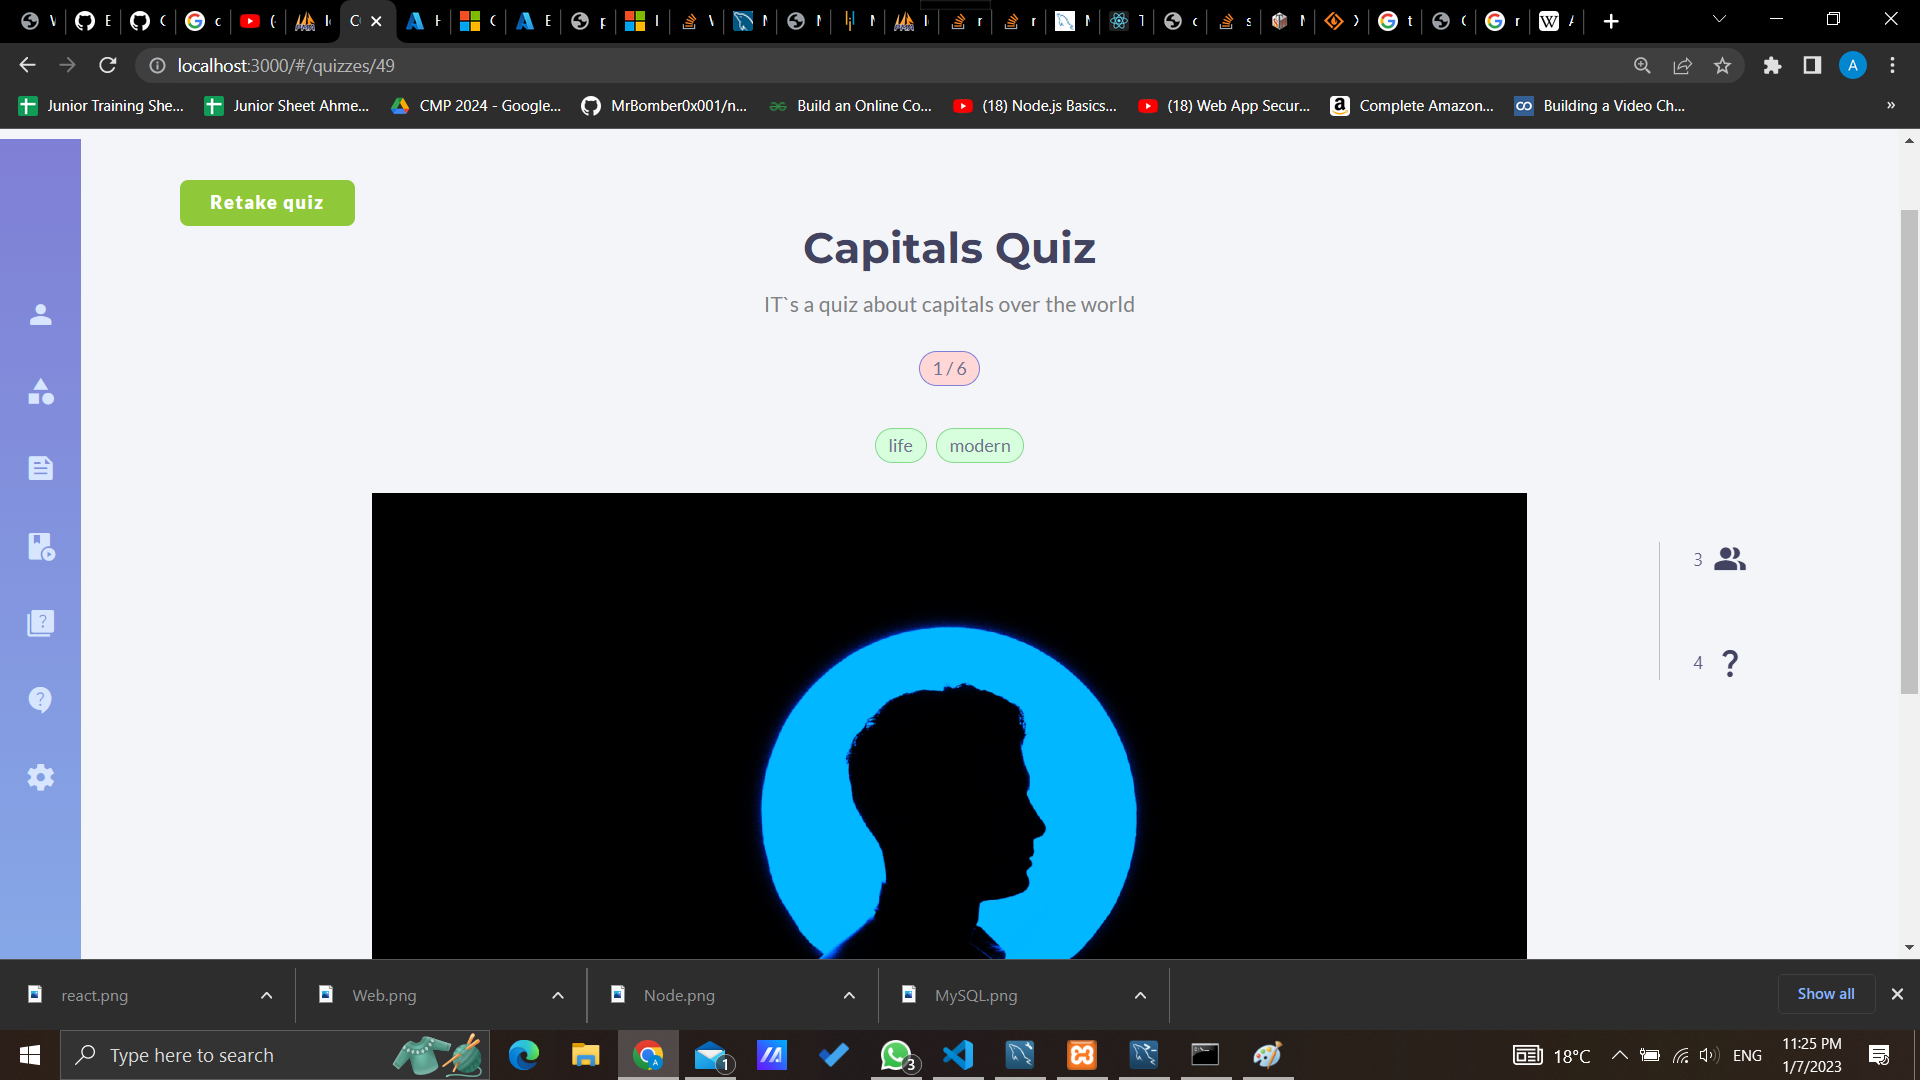 localhost:3000/#/quizzes/49
A
Junior Training She...
Junior Sheet Ahme...
CMP 2024 - Google...
MrBomber0x001/n...
Build an Online Co...
(18) Node.js Basics...
(18) Web App Secur...
Complete Amazon...
Building a Video Ch...
»
Retake quiz
Capitals Quiz
IT`s a quiz about capitals over the world
1 / 6
life modern
3
4 ?
react.png
Web.png
Node.png
MySQL.png
Show all
Type here to search
1
3
18°C
ENG
11:25 PM
1/7/2023